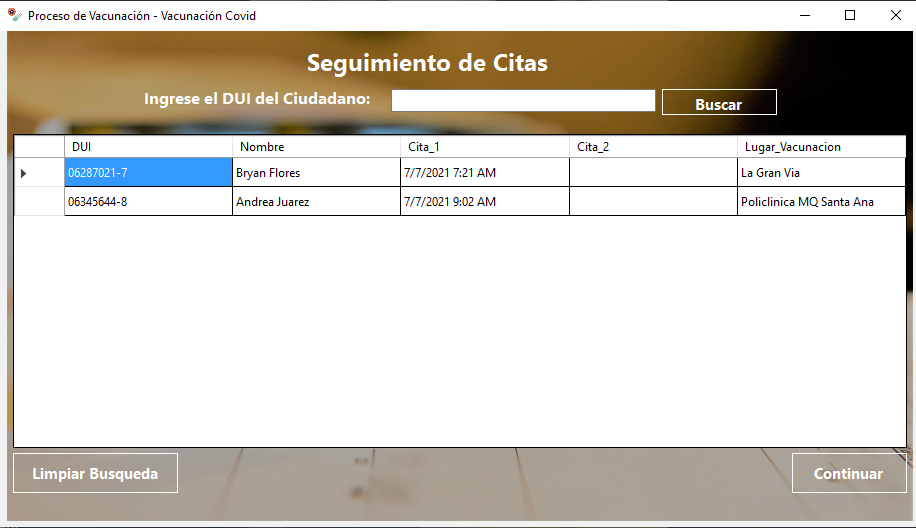 Proceso de Vacunación - Vacunación Covid
Seguimiento de Citas
Ingrese el DUI del Ciudadano: Buscar
DUI Nombre Cita_1 Cita_2 Lugar_Vacunacion
06287021-7 Bryan Flores 7/7/2021 7:21 AM La Gran Via
06345644-8 Andrea Juarez 7/7/2021 9:02 AM Policlinica MQ Santa Ana
Limpiar Busqueda Continuar